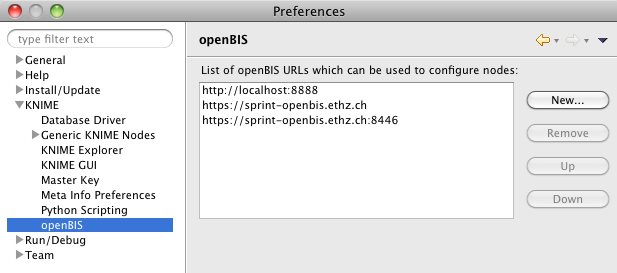 Preferences
type filter text
General
Help
Install/Update
KNIME
Database Driver
Generic KNIME Nodes
KNIME Explorer
KNIME GUI
Master Key
Meta Info Preferences
Python Scripting
openBIS
Run/Debug
Team
openBIS
List of openBIS URLs which can be used to configure nodes:
http://localhost:8888
https://sprint-openbis.ethz.ch
https://sprint-openbis.ethz.ch:8446
New...
Remove
Up
Down